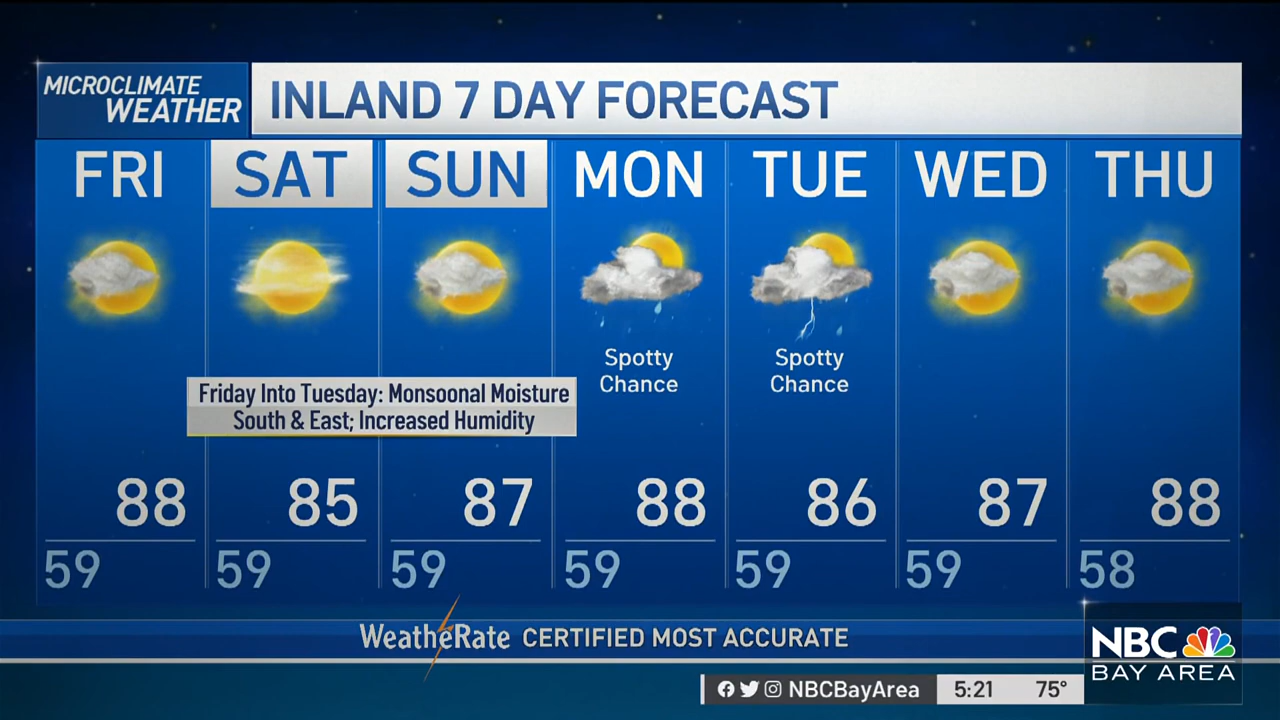 MICROCLIMATE
WEATHER
INLAND 7 DAY FORECAST
FRI SAT SUN MON TUE WED THU
Spotty
Chance
Spotty
Chance
Friday Into Tuesday: Monsoonal Moisture
South & East; Increased Humidity
88 85 87 88 86 87 88
59 59 59 59 59 59 58
WeatheRate CERTIFIED MOST ACCURATE
NBC
BAY AREA
NBCBayArea 5:21 75°